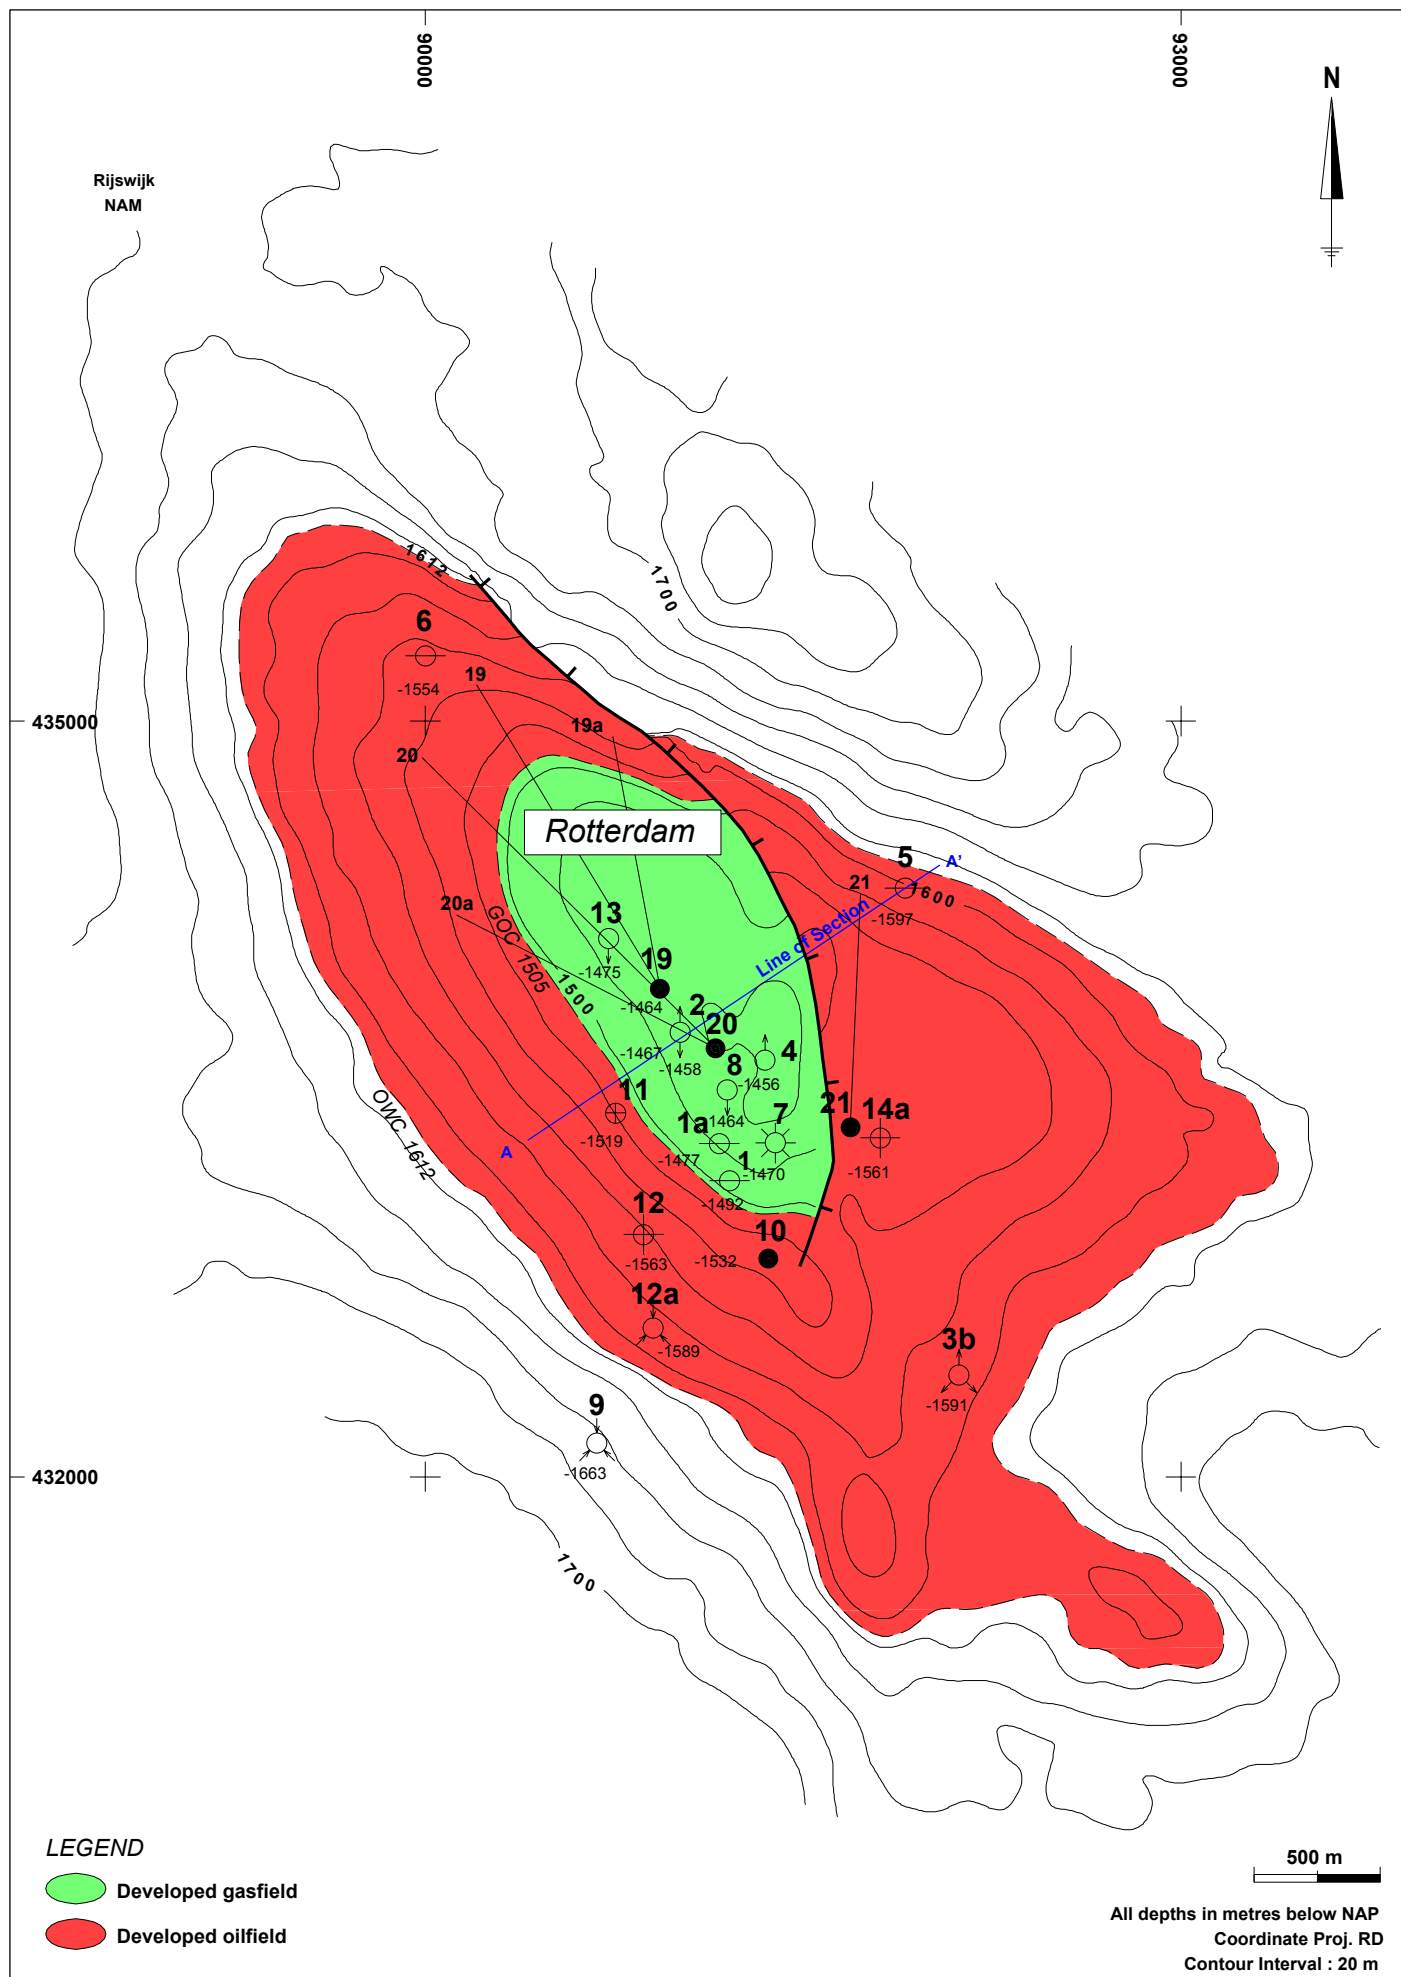 90000
93000
N
Rijswijk
NAM
1612
1700
6
-1554
19
435000
19a
20
Rotterdam
5
A'
21
1600
-1597
20a
GOC 1505
Line of Section
13
-1475
19
1500
-1464
2
20
-1467
-1458
8
4
-1456
11
-1519
1a
-1464
7
21
14a
OWC 1612
A
-1477
1
-1470
-1561
-1492
12
10
-1563
-1532
12a
-1589
3b
-1591
9
-1663
432000
1700
LEGEND
500 m
Developed gasfield
All depths in metres below NAP
Developed oilfield
Coordinate Proj. RD
Contour Interval : 20 m